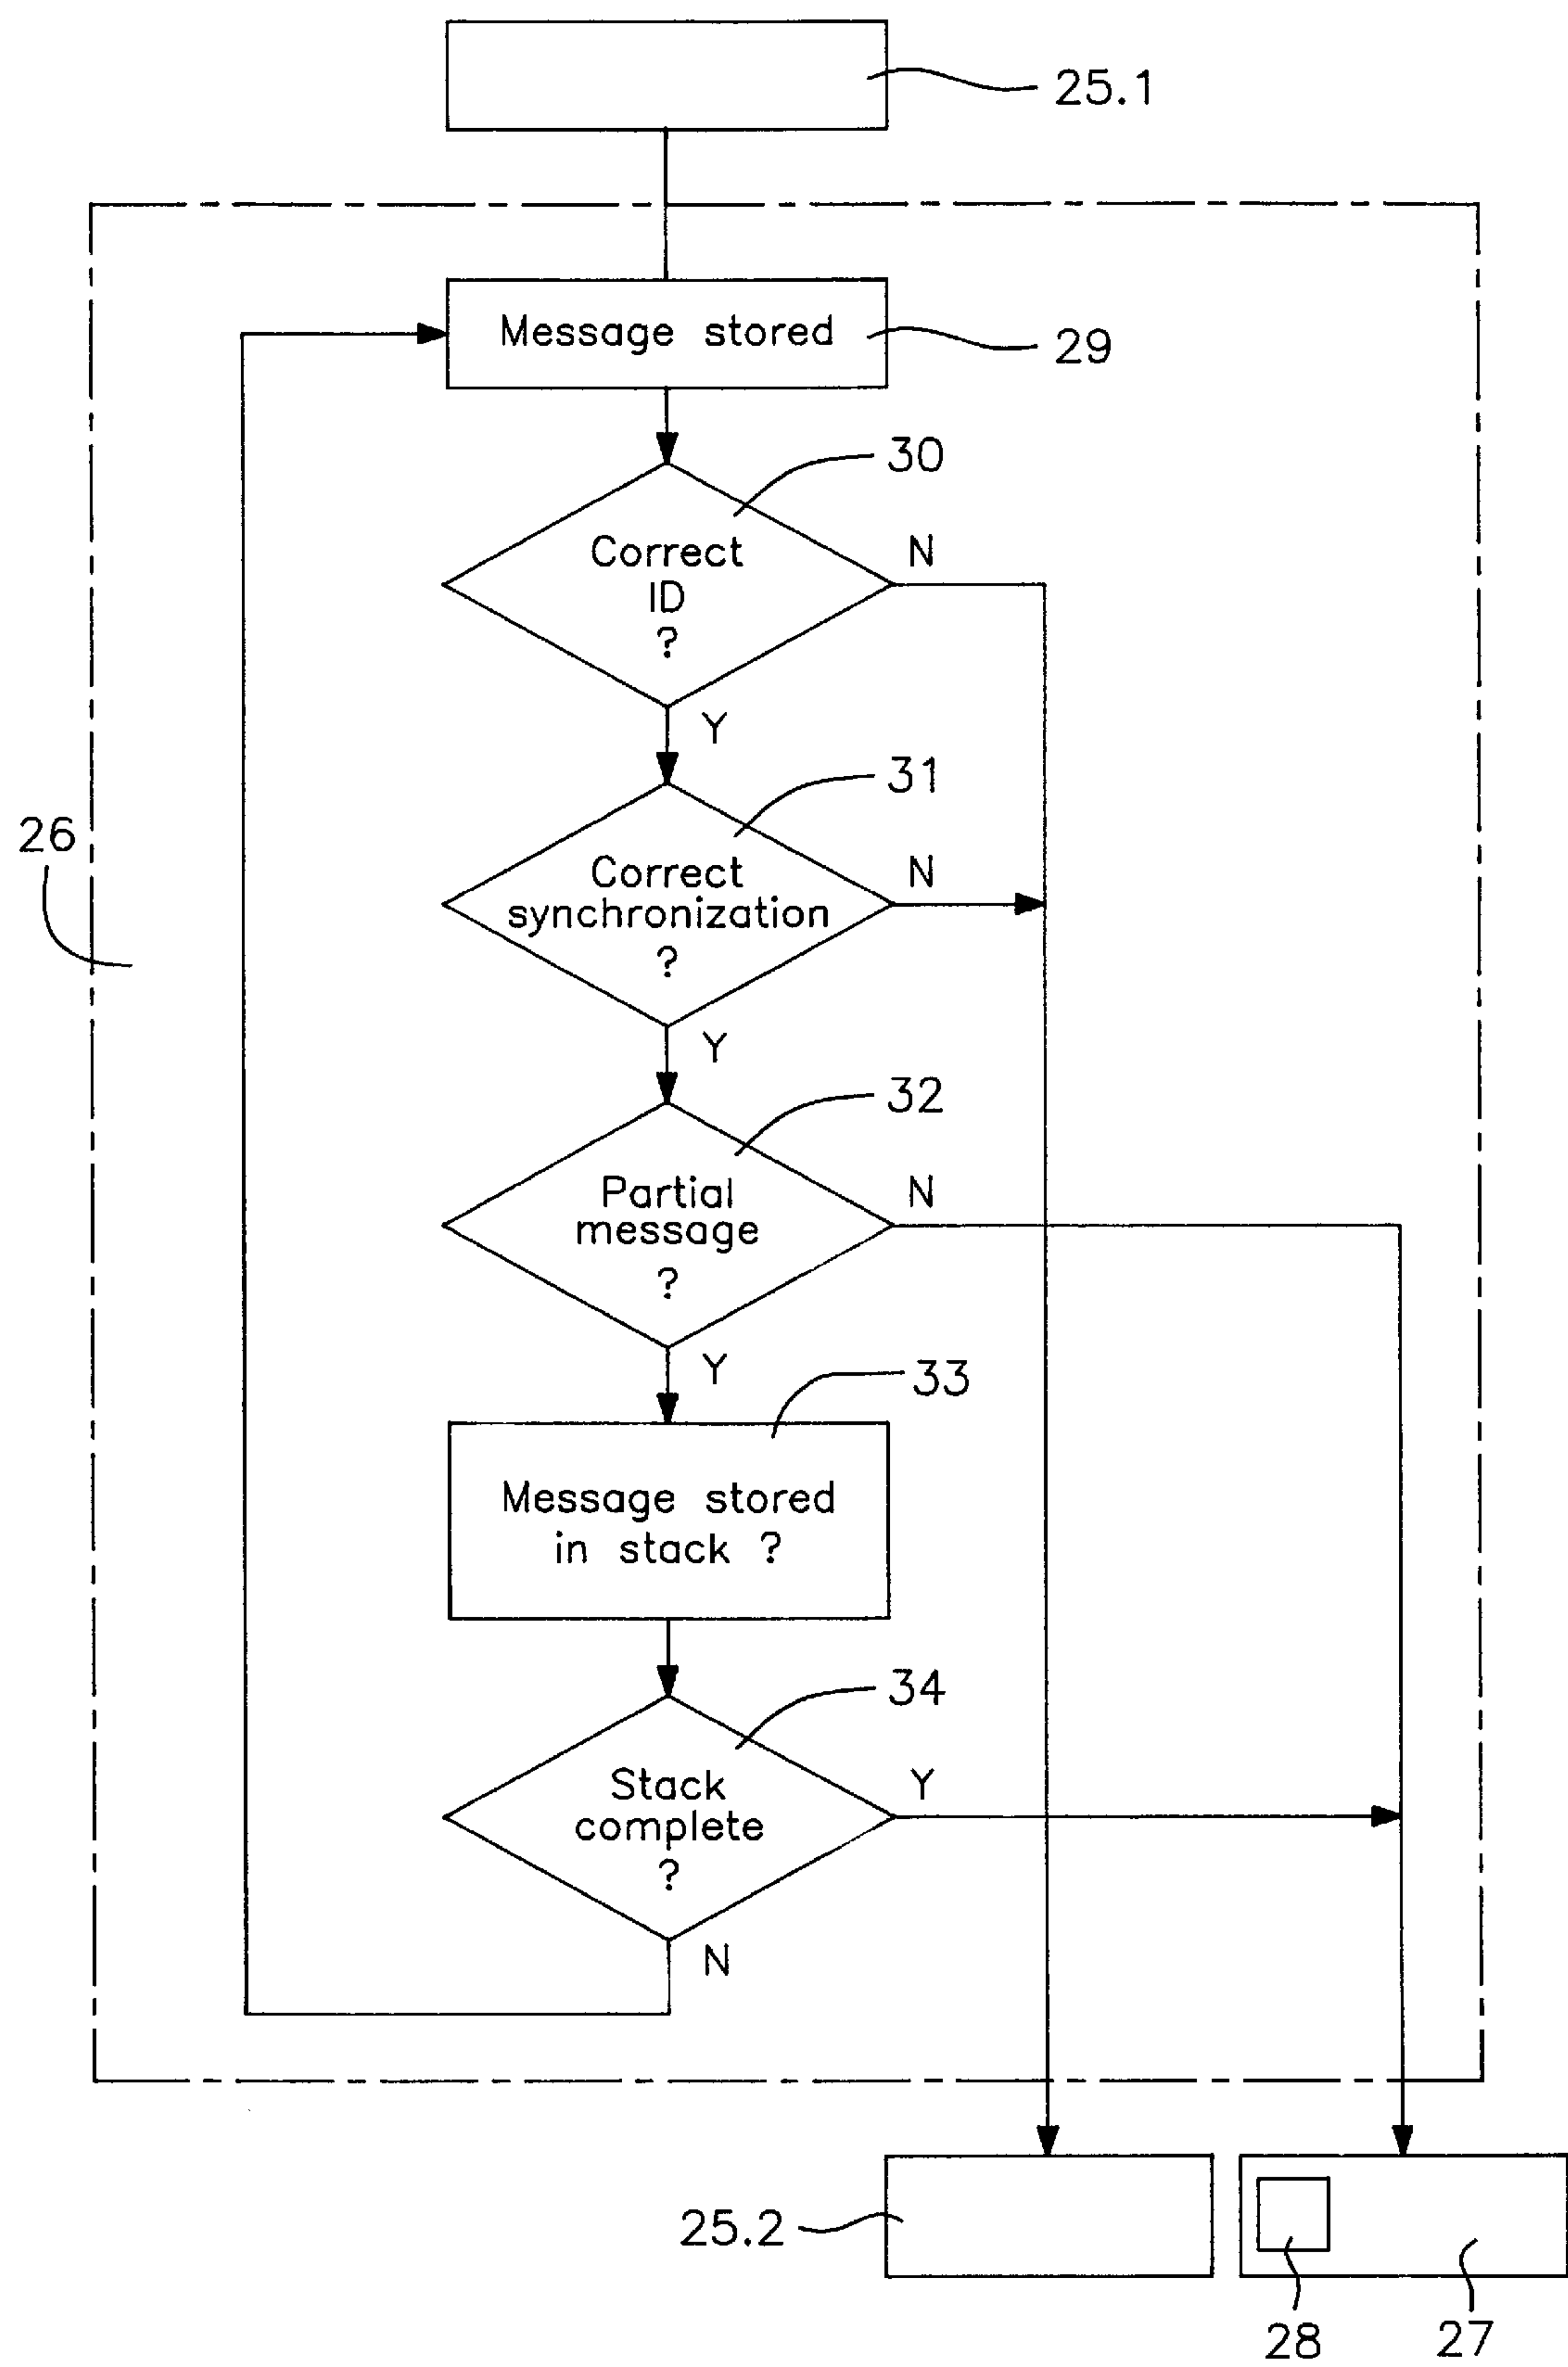 25.1
Message stored
29
30
Correct
ID
?
N
Y
31
26
Correct
synchronization
?
N
Y
32
Partial
message
?
N
Y
33
Message stored
in stack ?
34
Stack
complete
?
Y
N
25.2
28
27